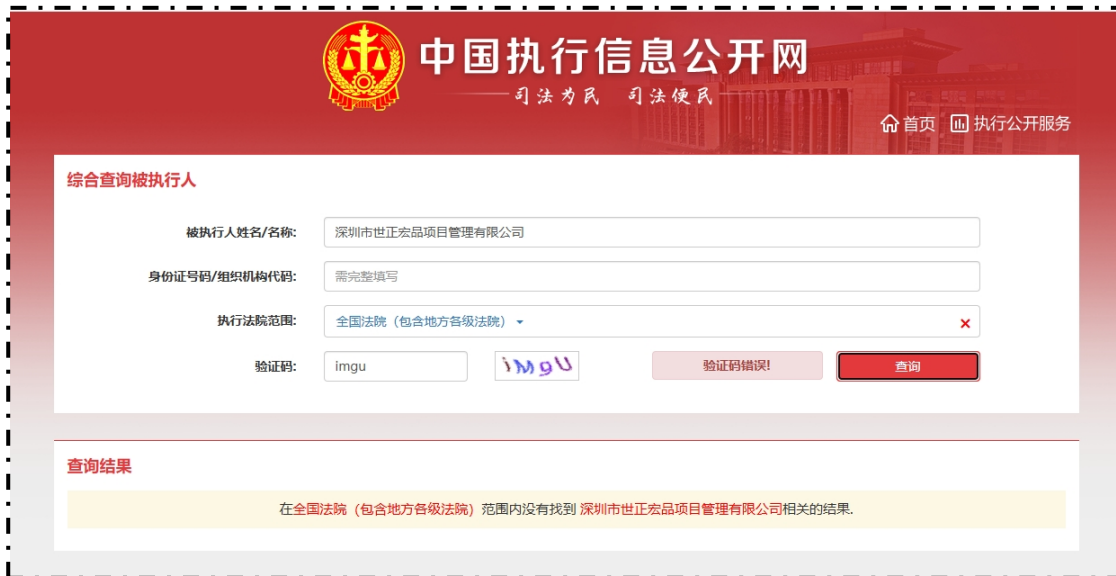 中国执行信息公开网
司法为民 司法便民
首页 执行公开服务
综合查询被执行人
被执行人姓名/名称: 深圳市世正宏品项目管理有限公司
身份证号码/组织机构代码: 需完整填写
执行法院范围: 全国法院（包含地方各级法院）
验证码: imgu iMgU 验证码错误! 查询
查询结果
在全国法院（包含地方各级法院）范围内没有找到 深圳市世正宏品项目管理有限公司相关的结果.